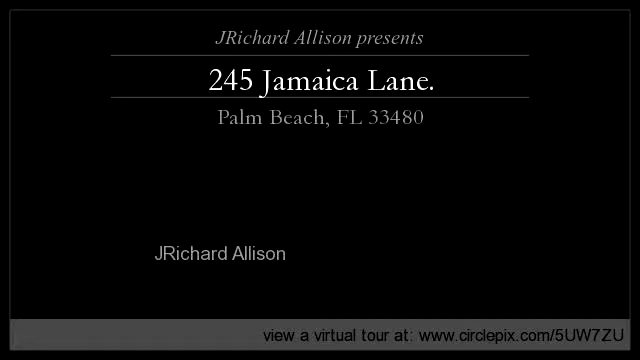 JRichard Allison presents
245 Jamaica Lane.
Palm Beach, FL 33480
JRichard Allison
view a virtual tour at: www.circlepix.com/5UW7ZU